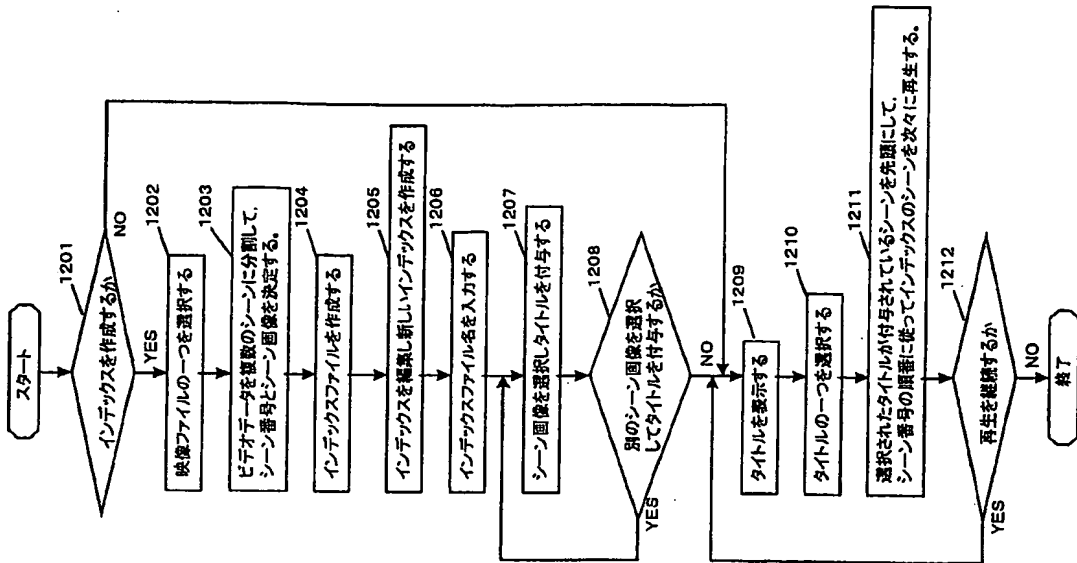 スタート
1201
インデックスを作成するか
NO
YES
1202
映像ファイルの一つを選択する
1203
ビデオデータを複数のシーンに分割して、
シーン番号とシーン画像を決定する。
1204
インデックスファイルを作成する
1205
インデックスを編集し新しいインデックスを作成する
1206
インデックスファイル名を入力する
1207
シーン画像を選択しタイトルを付与する
1208
別のシーン画像を選択
してタイトルを付与するか
YES
NO
1209
タイトルを表示する
1210
タイトルの一つを選択する
1211
選択されたタイトルが付与されているシーンを先頭にして、
シーン番号の順番に従ってインデックスのシーンを次々に再生する。
1212
再生を継続するか
YES
NO
終了